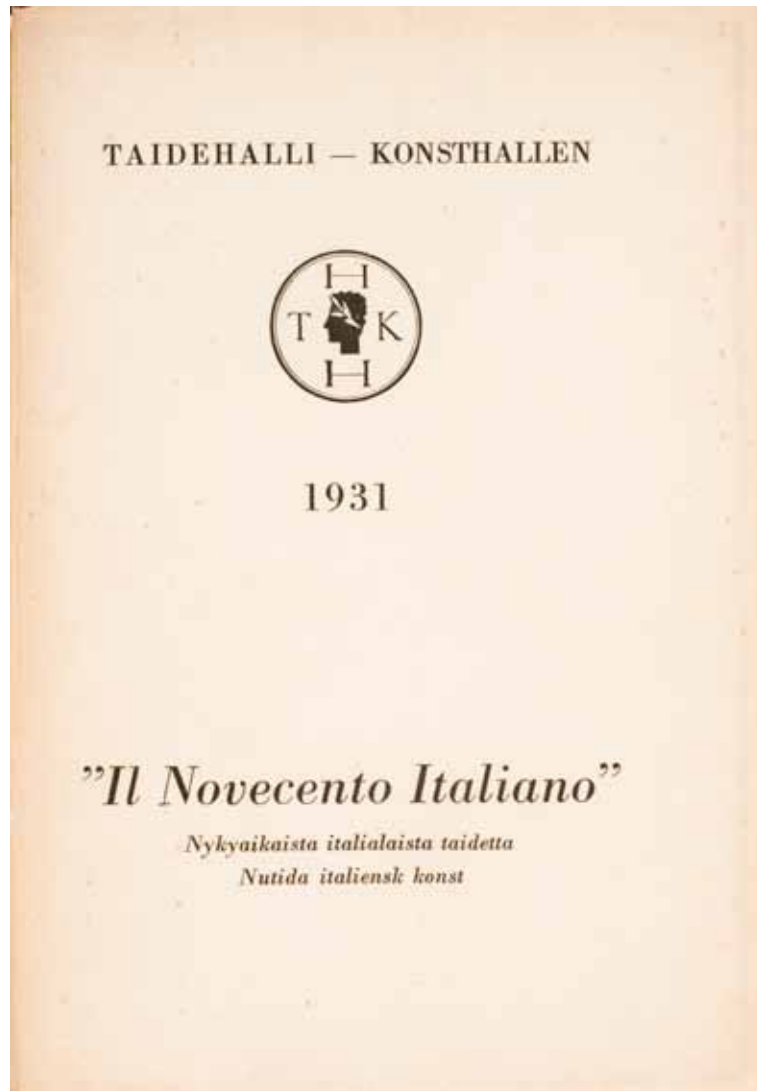 TAIDEHALLI — KONSTHALLEN
H
T K
H
1931
”Il Novecento Italiano”
Nykyaikaista italialaista taidetta
Nutida italiensk konst